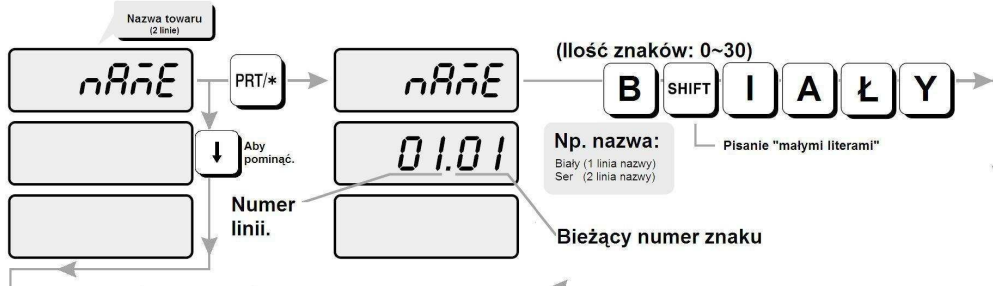 Nazwa towaru
(2 linie)
nAmE
PRT/*
nAmE
(Ilość znaków: 0~30)
B SHIFT I A Ł Y
↓
Aby
pominąć.
01.01
Np. nazwa:
Biały (1 linia nazwy)
Ser (2 linia nazwy)
Pisanie "małymi literami"
Numer
linii.
Bieżący numer znaku